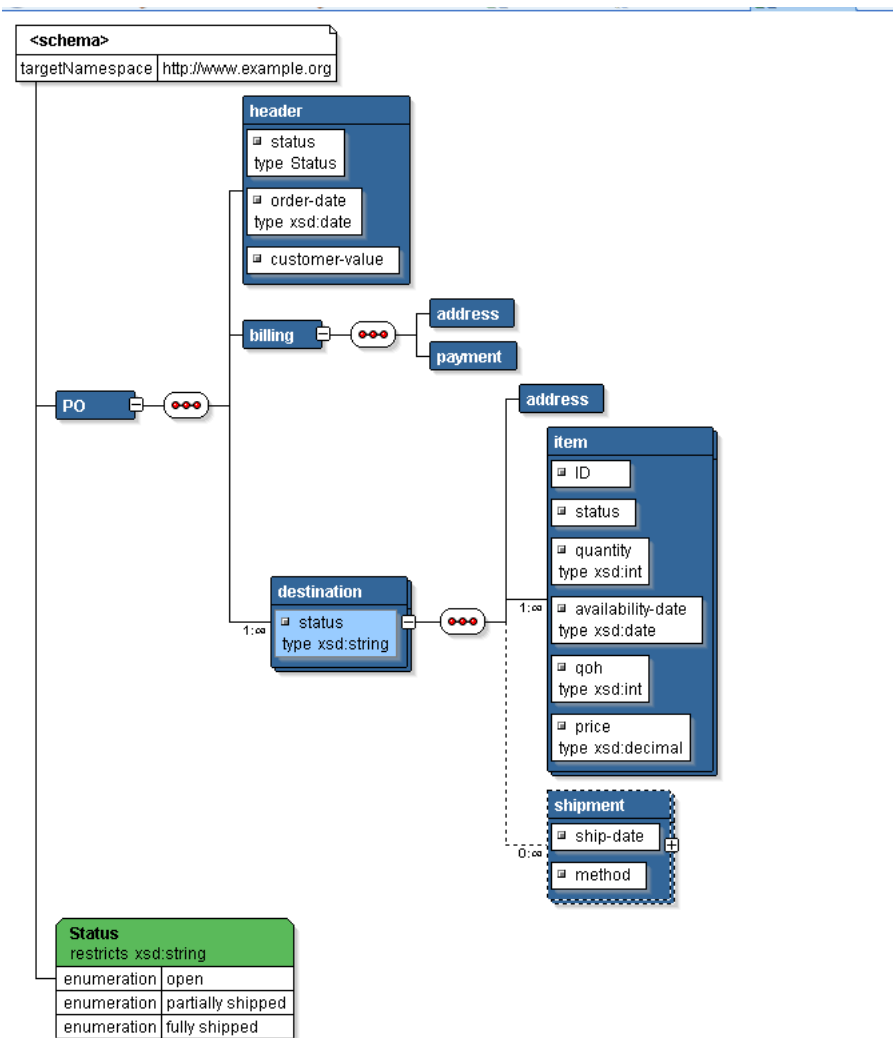 <schema>
targetNamespace http://www.example.org
header
status
type Status
order-date
type xsd:date
customer-value
billing
address
payment
PO
address
item
ID
status
quantity
type xsd:int
1:∞
availability-date
type xsd:date
qoh
type xsd:int
price
type xsd:decimal
destination
status
type xsd:string
1:∞
shipment
ship-date
0:∞
method
Status
restricts xsd:string
enumeration open
enumeration partially shipped
enumeration fully shipped